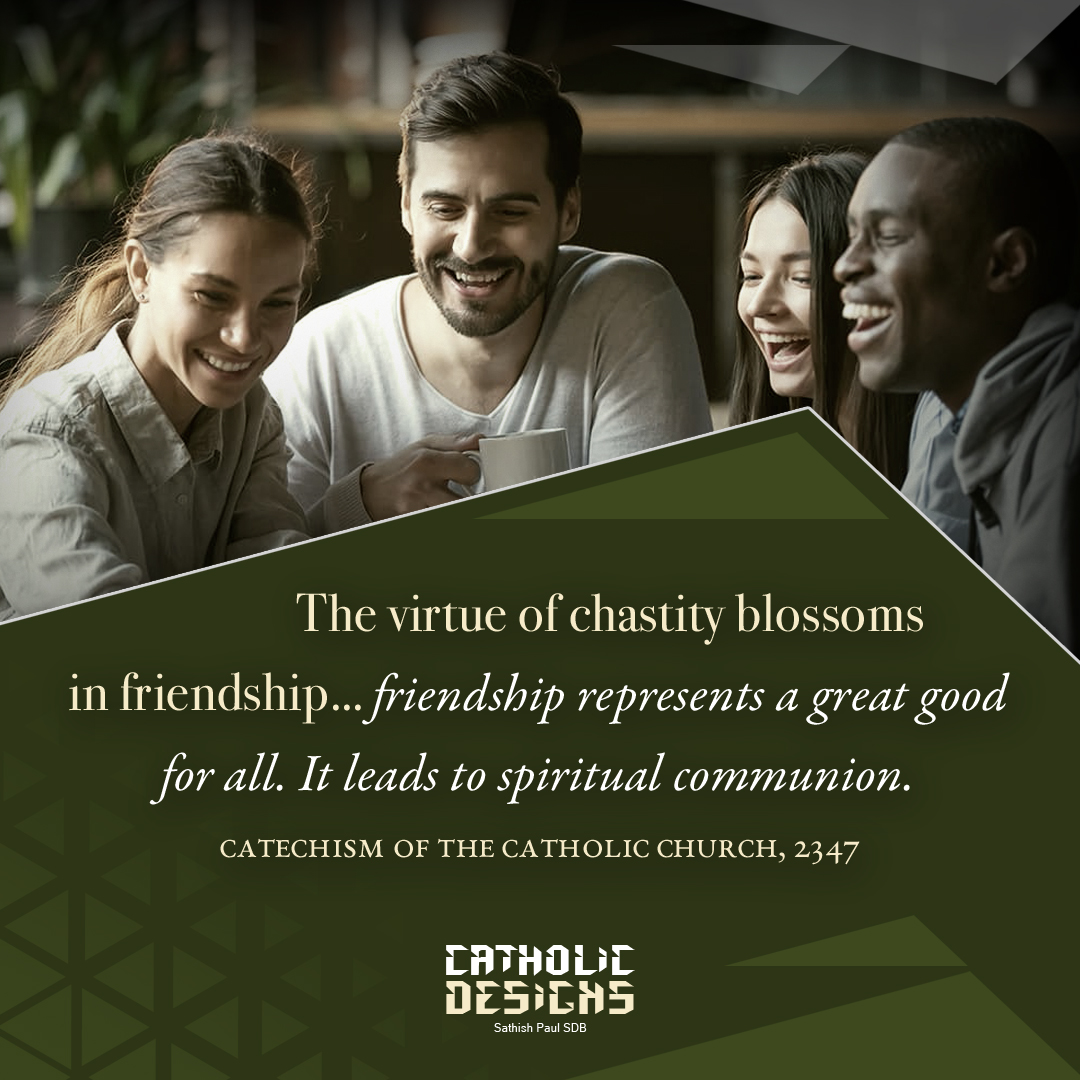 The virtue of chastity blossoms
in friendship... friendship represents a great good
for all. It leads to spiritual communion.
CATECHISM OF THE CATHOLIC CHURCH, 2347
CATHOLIC
DESIGNS
Sathish Paul SDB